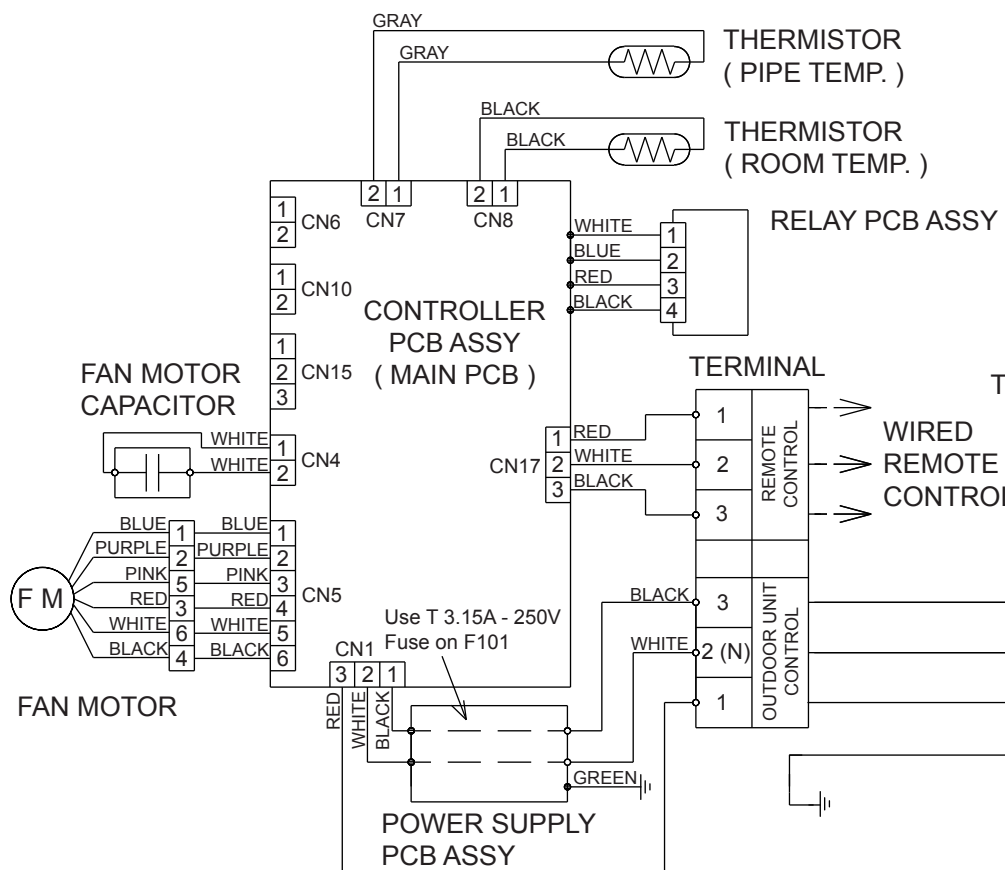 GRAY
GRAY
THERMISTOR
( PIPE TEMP. )
BLACK
BLACK
THERMISTOR
( ROOM TEMP. )
2 1
CN7
2 1
CN8
1
2
CN6
1
2
CN10
1
2
3
CN15
CONTROLLER
PCB ASSY
( MAIN PCB )
WHITE
BLUE
RED
BLACK
1
2
3
4
RELAY PCB ASSY
FAN MOTOR
CAPACITOR
WHITE
WHITE
1
2
CN4
CN17
1
2
3
RED
WHITE
BLACK
TERMINAL
1
2
3
REMOTE
CONTROL
T
WIRED
REMOTE
CONTROL
BLUE 1 BLUE 1
PURPLE 2 PURPLE 2
PINK 5 PINK 3
RED 3 RED 4
WHITE 6 WHITE 5
BLACK 4 BLACK 6
CN5
F M
FAN MOTOR
Use T 3.15A - 250V
Fuse on F101
CN1
3 2 1
RED
WHITE
BLACK
BLACK
WHITE
3
2 (N)
1
OUTDOOR UNIT
CONTROL
GREEN
POWER SUPPLY
PCB ASSY